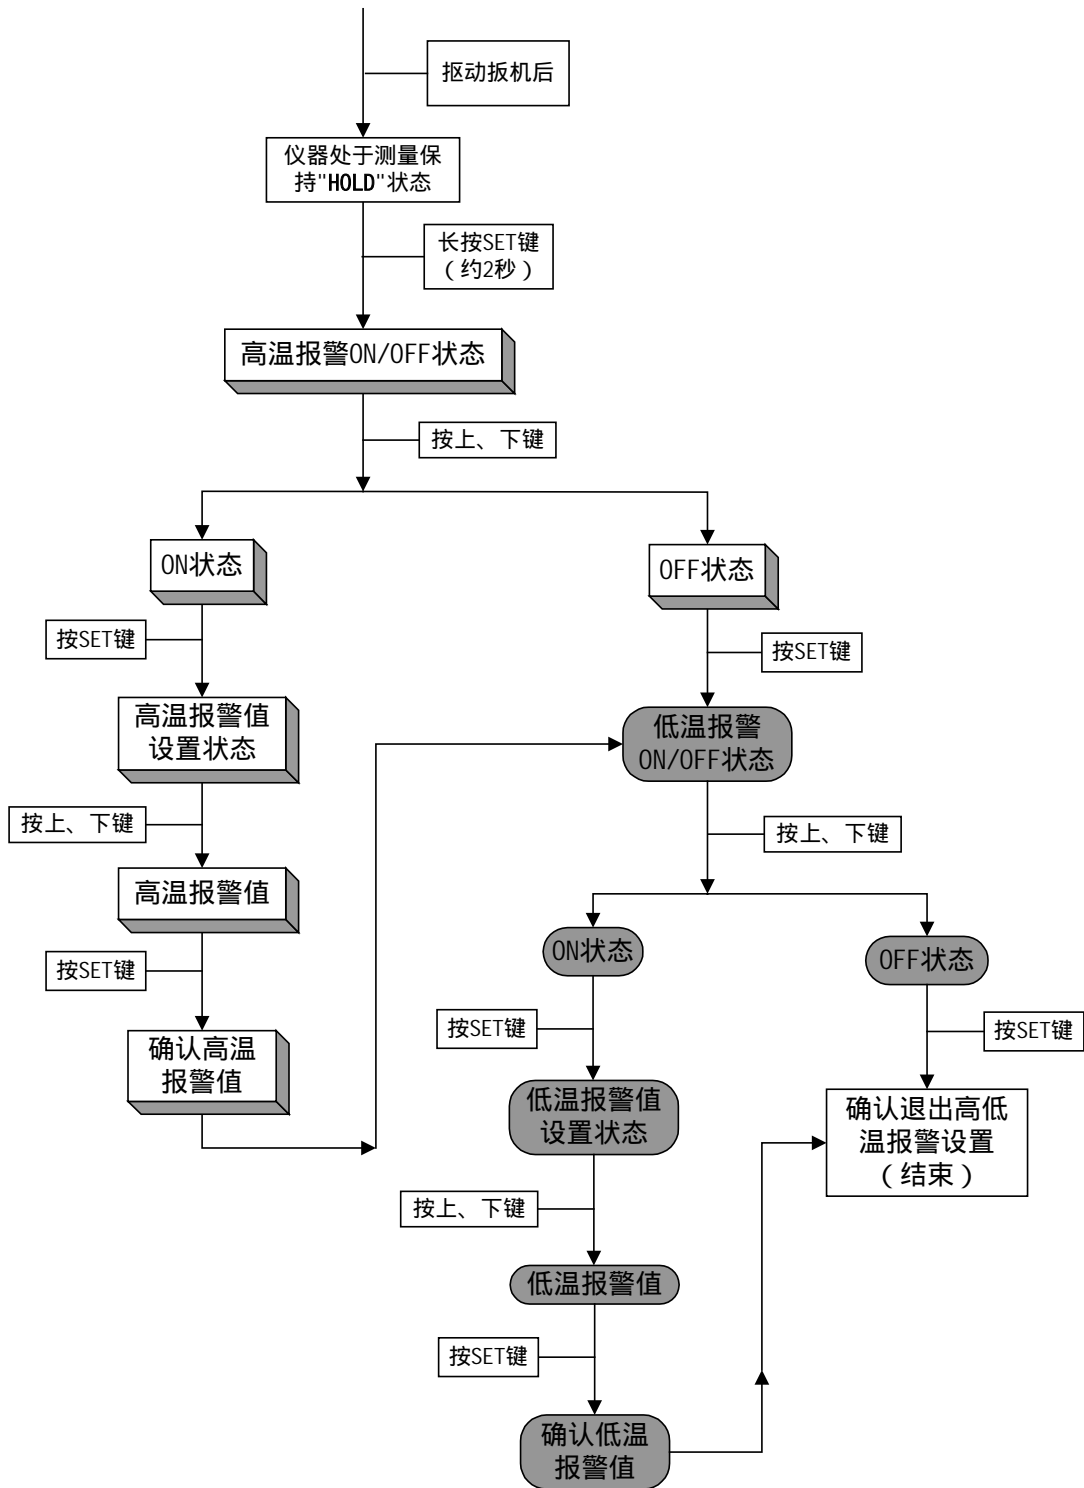 抠动扳机后
仪器处于测量保
持"HOLD"状态
长按SET键
（约2秒）
高温报警ON/OFF状态
按上、下键
ON状态
OFF状态
按SET键
按SET键
高温报警值
设置状态
低温报警
ON/OFF状态
按上、下键
按上、下键
高温报警值
ON状态
OFF状态
按SET键
按SET键
按SET键
确认高温
报警值
低温报警值
设置状态
确认退出高低
温报警设置
（结束）
按上、下键
低温报警值
按SET键
确认低温
报警值